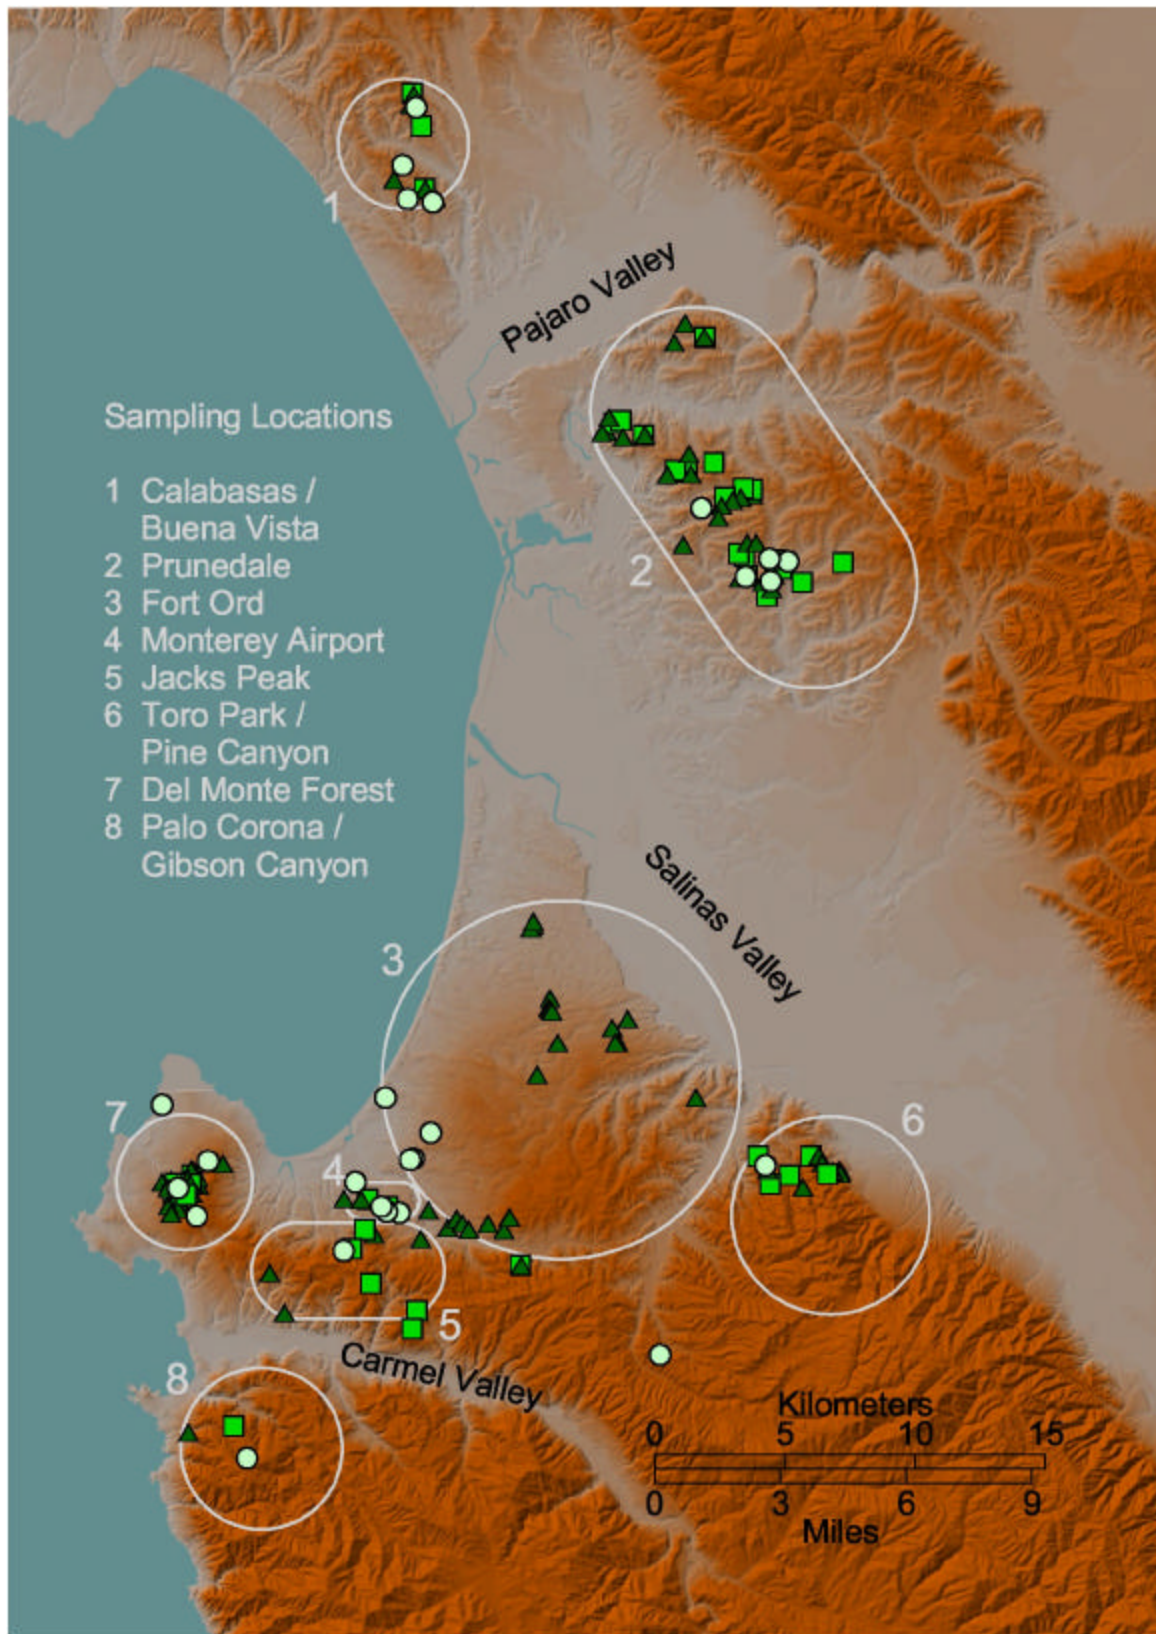 1
Pajaro Valley
Sampling Locations
1 Calabasas /
Buena Vista
2 Prunedale
3 Fort Ord
4 Monterey Airport
5 Jacks Peak
6 Toro Park /
Pine Canyon
7 Del Monte Forest
8 Palo Corona /
Gibson Canyon
2
Salinas Valley
3
7
6
4
5
Carmel Valley
8
Kilometers
0 5 10 15
0 3 6 9
Miles